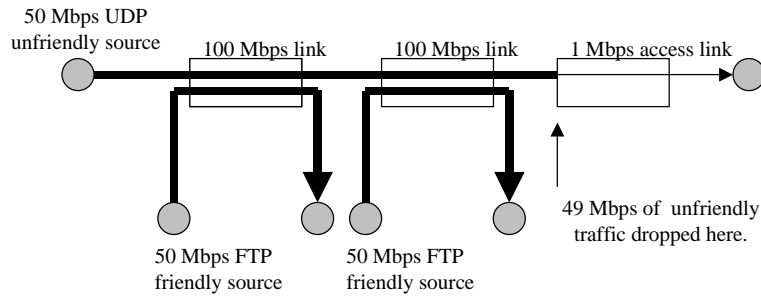 50 Mbps UDP
unfriendly source
100 Mbps link
100 Mbps link
1 Mbps access link
49 Mbps of unfriendly
traffic dropped here.
50 Mbps FTP
friendly source
50 Mbps FTP
friendly source